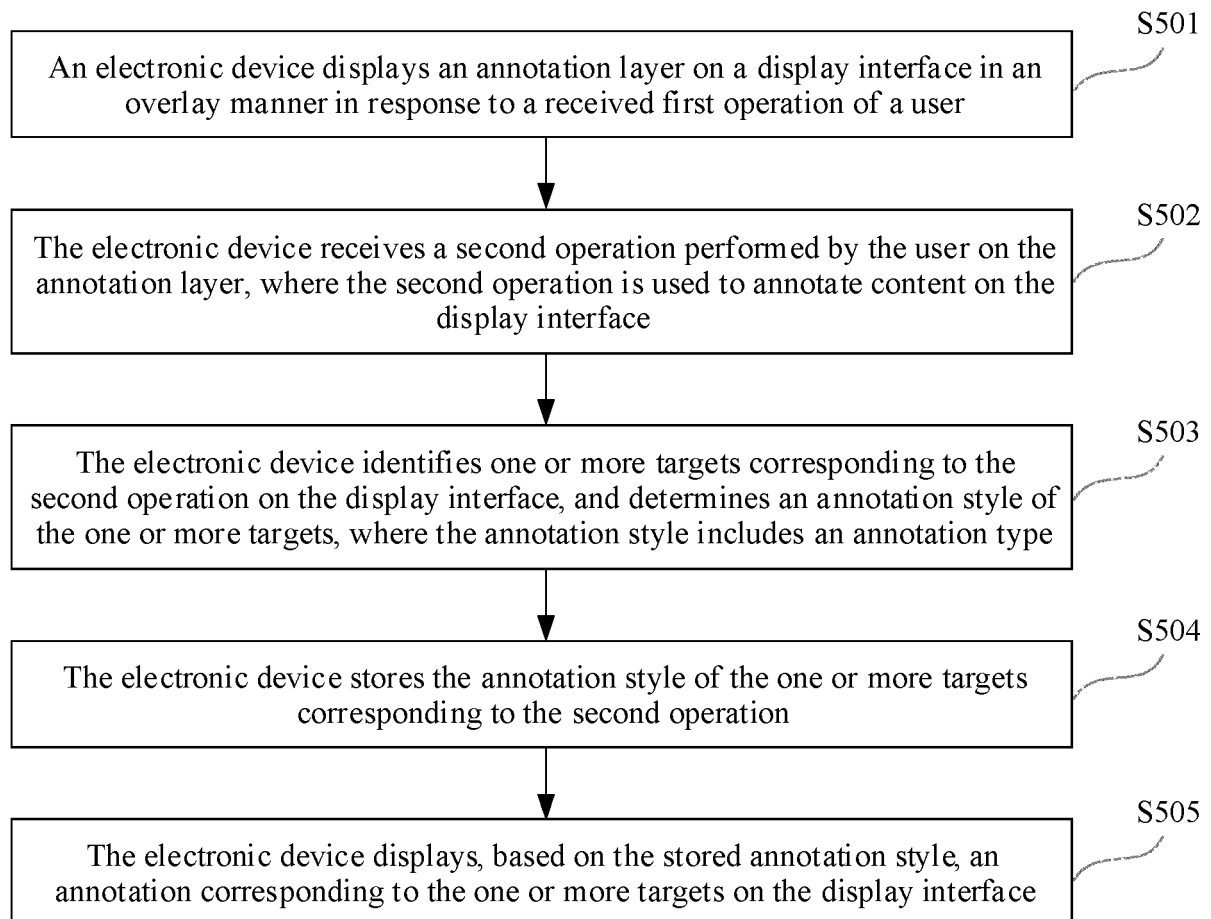 S501
An electronic device displays an annotation layer on a display interface in an
overlay manner in response to a received first operation of a user
S502
The electronic device receives a second operation performed by the user on the
annotation layer, where the second operation is used to annotate content on the
display interface
S503
The electronic device identifies one or more targets corresponding to the
second operation on the display interface, and determines an annotation style of
the one or more targets, where the annotation style includes an annotation type
S504
The electronic device stores the annotation style of the one or more targets
corresponding to the second operation
S505
The electronic device displays, based on the stored annotation style, an
annotation corresponding to the one or more targets on the display interface